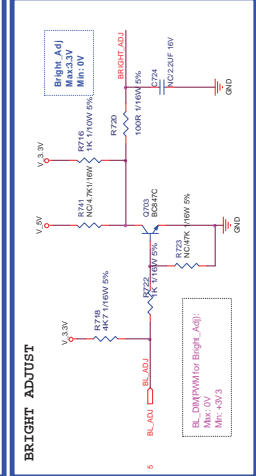 BRIGHT ADJUST
Bright_Adj
Max:3.3V
Min: 0V
BRIGHT_ADJ
C724
NC/2.2UF 16V
GND
R720
100R 1/16W 5%
V_3.3V
R716
1K 1/10W 5%
V_5V
R741
NC/4.7K1/16W
Q703
BC847C
GND
R723
NC/47K 1/16W 5%
R722
1K 1/16W 5%
V_3.3V
R718
4K7 1/16W 5%
5
BL_ADJ
BL_ADJ
BL_DIM(PWM for Bright_Adj):
Max: 0V
Min: +3V3